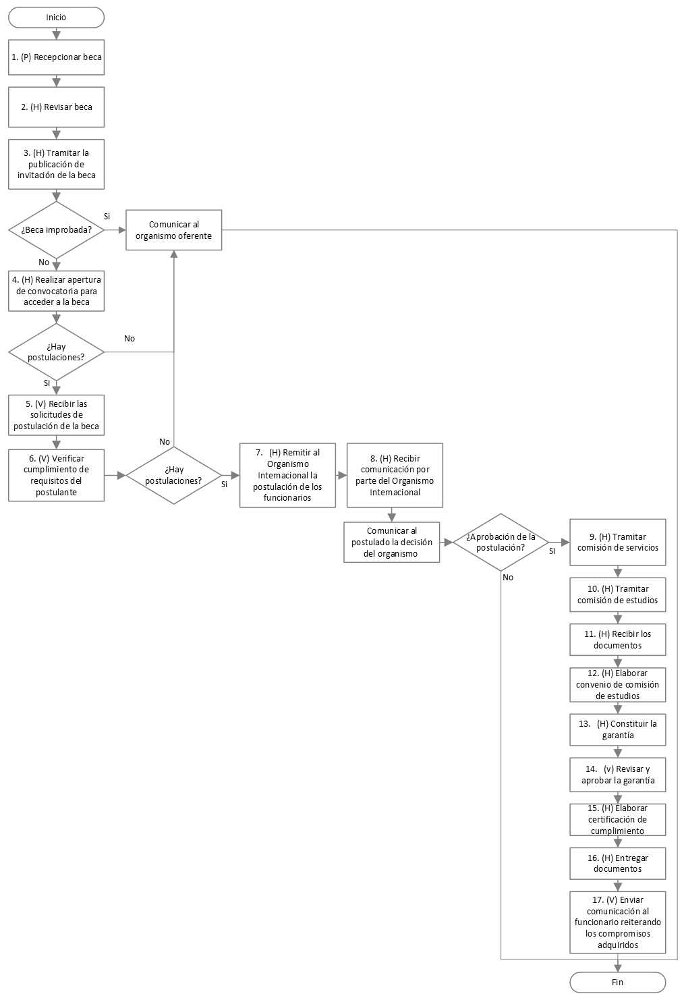 Inicio
1. (P) Recepcionar beca
2. (H) Revisar beca
3. (H) Tramitar la
publicación de
invitación de la beca
¿Beca improbada?
Si
Comunicar al
organismo oferente
No
4. (H) Realizar apertura
de convocatoria para
acceder a la beca
¿Hay
postulaciones?
No
Si
5. (V) Recibir las
solicitudes de
postulación de la beca
6. (V) Verificar
cumplimiento de
requisitos del
postulante
No
¿Hay
postulaciones?
Si
7. (H) Remitir al
Organismo
Internacional la
postulación de los
funcionarios
8. (H) Recibir
comunicación por
parte del Organismo
Internacional
Comunicar al
postulado la decisión
del organismo
¿Aprobación de la
postulación?
Si
No
9. (H) Tramitar
comisión de servicios
10. (H) Tramitar
comisión de estudios
11. (H) Recibir los
documentos
12. (H) Elaborar
convenio de comisión
de estudios
13. (H) Constituir la
garantía
14. (v) Revisar y
aprobar la garantía
15. (H) Elaborar
certificación de
cumplimiento
16. (H) Entregar
documentos
17. (V) Enviar
comunicación al
funcionario reiterando
los compromisos
adquiridos
Fin